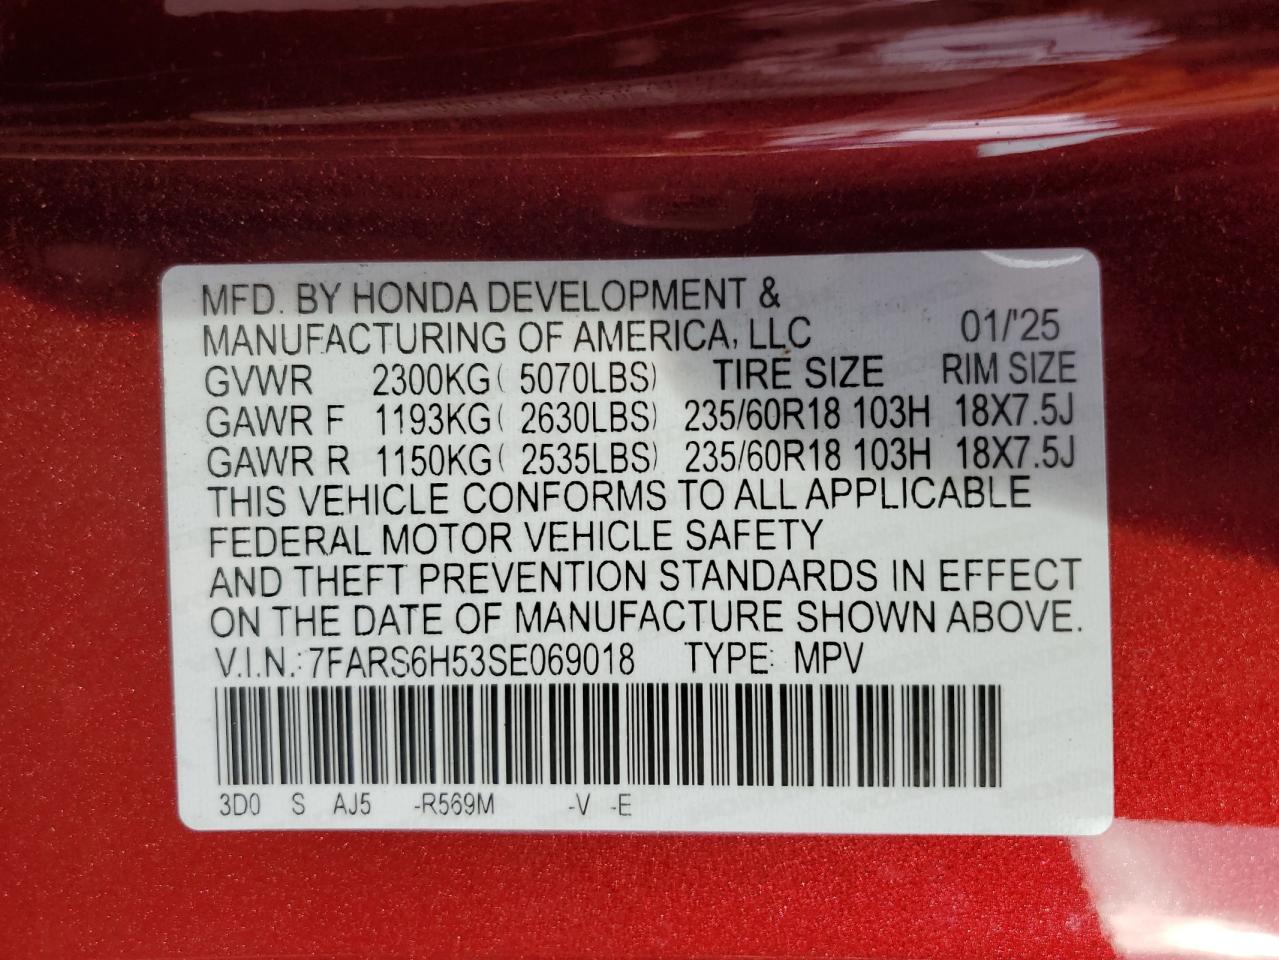 MFD. BY HONDA DEVELOPMENT &
MANUFACTURING OF AMERICA, LLC 01/'25
GVWR 2300KG( 5070LBS) TIRE SIZE RIM SIZE
GAWR F 1193KG( 2630LBS) 235/60R18 103H 18X7.5J
GAWR R 1150KG( 2535LBS) 235/60R18 103H 18X7.5J
THIS VEHICLE CONFORMS TO ALL APPLICABLE
FEDERAL MOTOR VEHICLE SAFETY
AND THEFT PREVENTION STANDARDS IN EFFECT
ON THE DATE OF MANUFACTURE SHOWN ABOVE.
V.I.N.:7FARS6H53SE069018 TYPE: MPV
3D0 S AJ5 -R569M -V -E